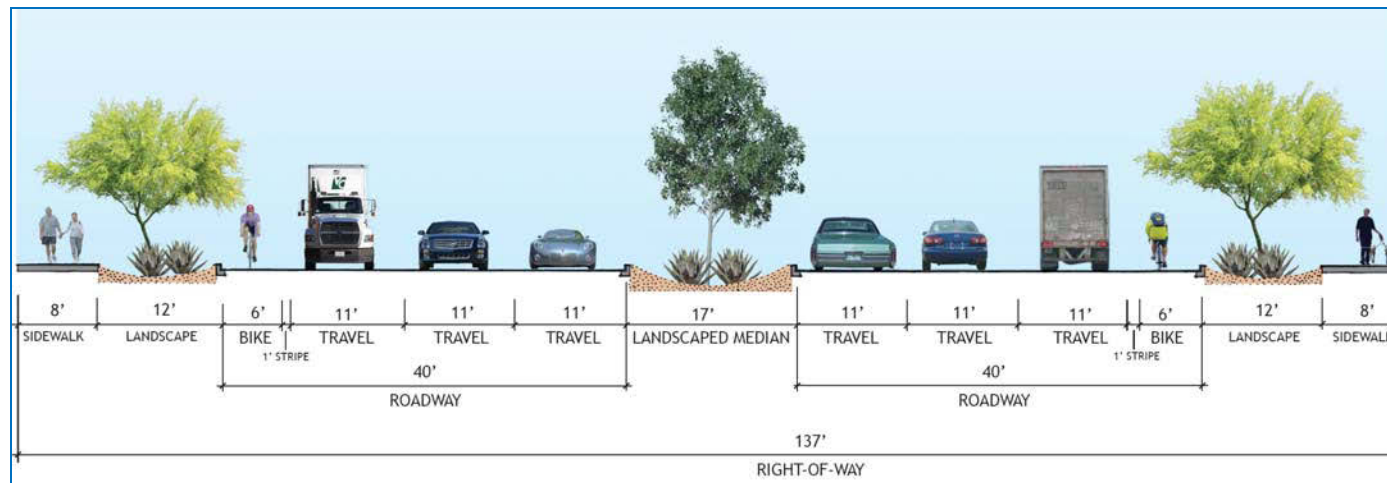 8' 12' 6' 11' 11' 11' 17' 11' 11' 11' 6' 12' 8'
SIDEWALK LANDSCAPE BIKE TRAVEL TRAVEL TRAVEL LANDSCAPED MEDIAN TRAVEL TRAVEL TRAVEL BIKE LANDSCAPE SIDEWALK
1' STRIPE 1' STRIPE
40' 40'
ROADWAY ROADWAY
137'
RIGHT-OF-WAY